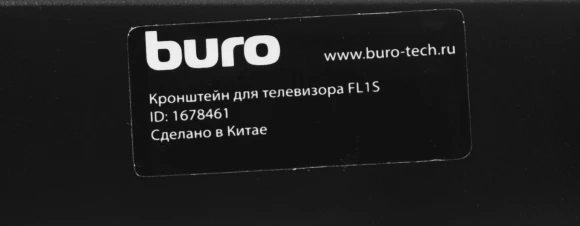 buro www.buro-tech.ru
Кронштейн для телевизора FL1S
ID: 1678461
Сделано в Китае